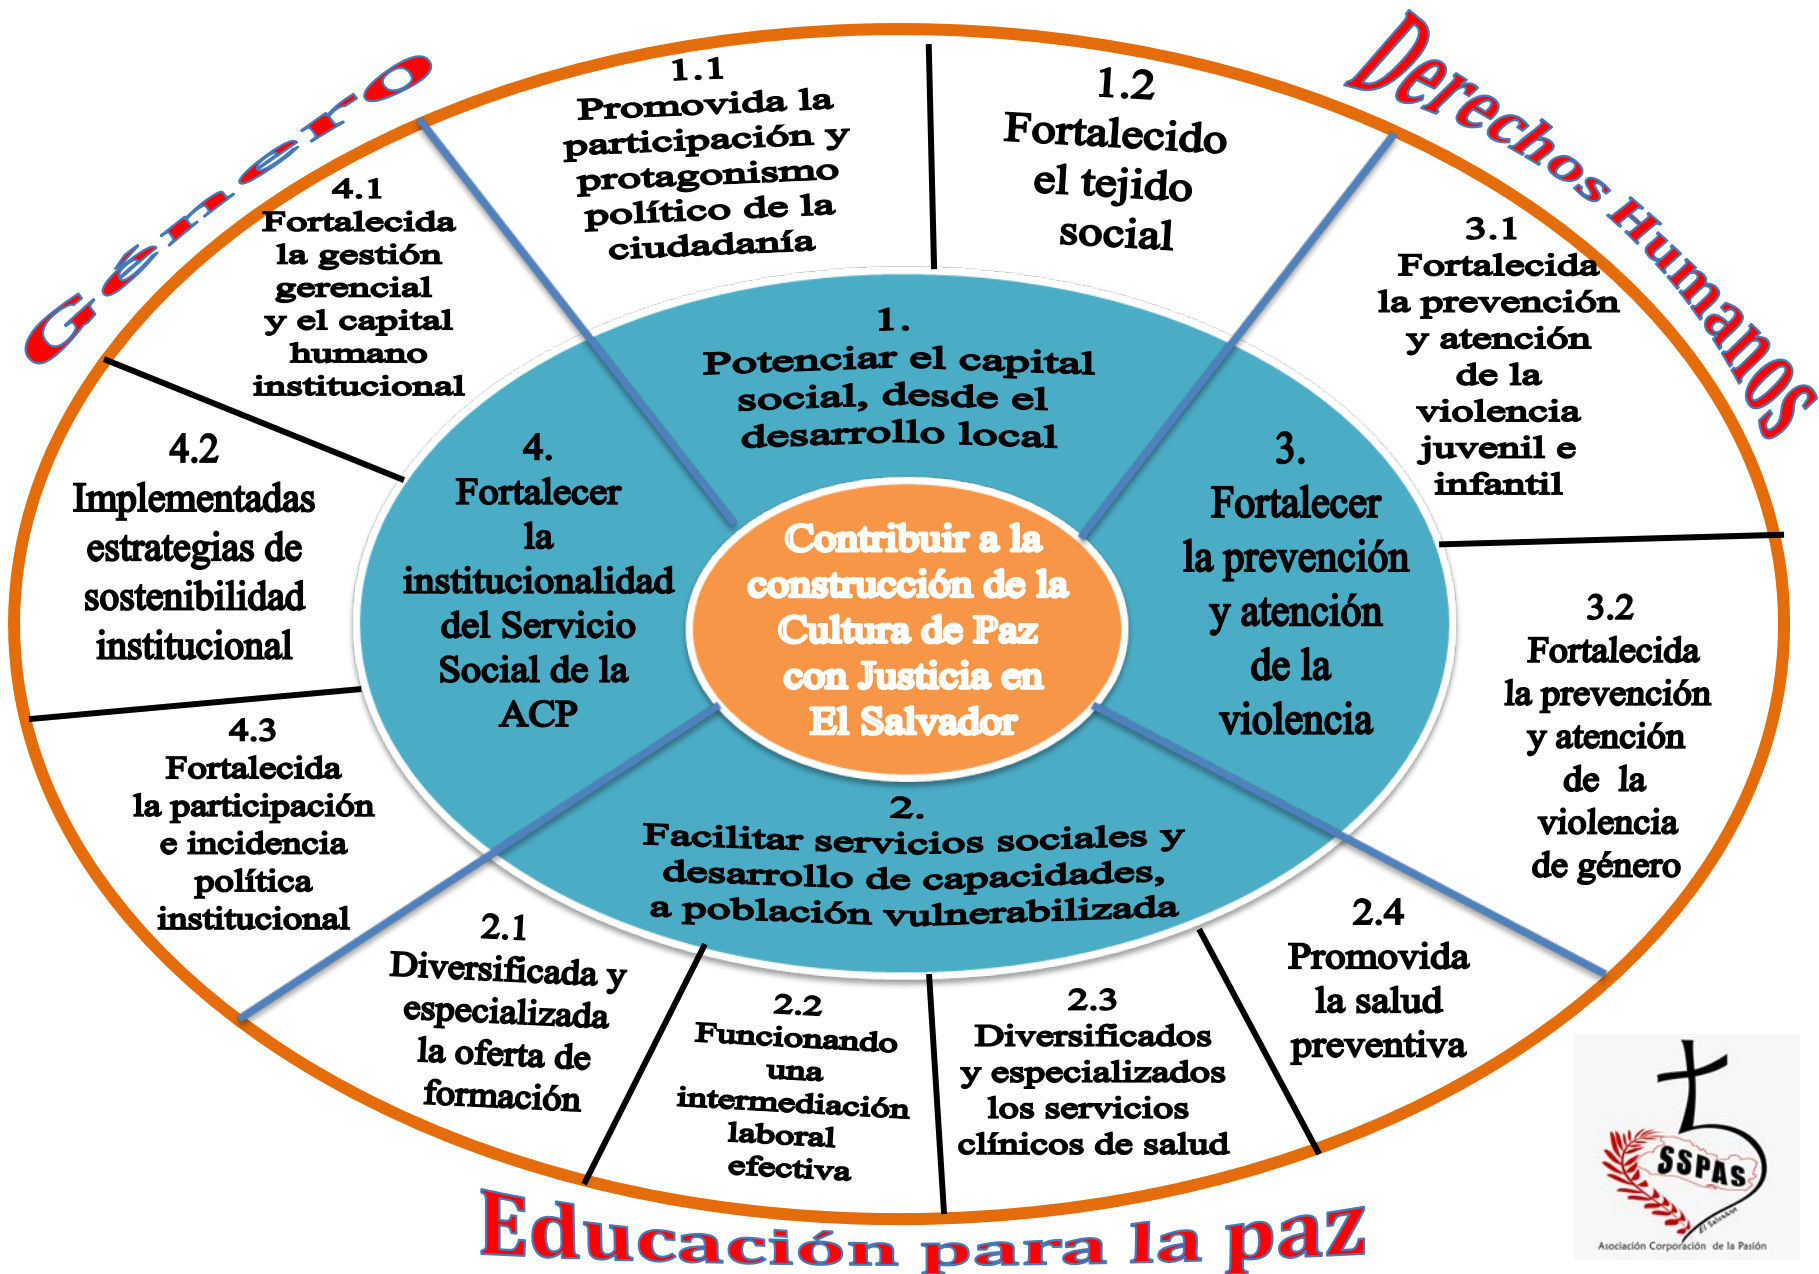 Género
Derechos Humanos
1.1
Promovida la
participación y
protagonismo
político de la
ciudadanía
1.2
Fortalecido
el tejido
social
4.1
Fortalecida
la gestión
gerencial
y el capital
humano
institucional
3.1
Fortalecida
la prevención
y atención
de la
violencia
juvenil e
infantil
1.
Potenciar el capital
social, desde el
desarrollo local
4.2
Implementadas
estrategias de
sostenibilidad
institucional
4.
Fortalecer
la
institucionalidad
del Servicio
Social de la
ACP
Contribuir a la
construcción de la
Cultura de Paz
con Justicia en
El Salvador
3.
Fortalecer
la prevención
y atención
de la
violencia
3.2
Fortalecida
la prevención
y atención
de la
violencia
de género
4.3
Fortalecida
la participación
e incidencia
política
institucional
2.
Facilitar servicios sociales y
desarrollo de capacidades,
a población vulnerabilizada
2.1
Diversificada y
especializada
la oferta de
formación
2.2
Funcionando
una
intermediación
laboral
efectiva
2.3
Diversificados
y especializados
los servicios
clínicos de salud
2.4
Promovida
la salud
preventiva
Educación para la paz
SSPAS
El Salvador
Asociación Corporación de la Pasión